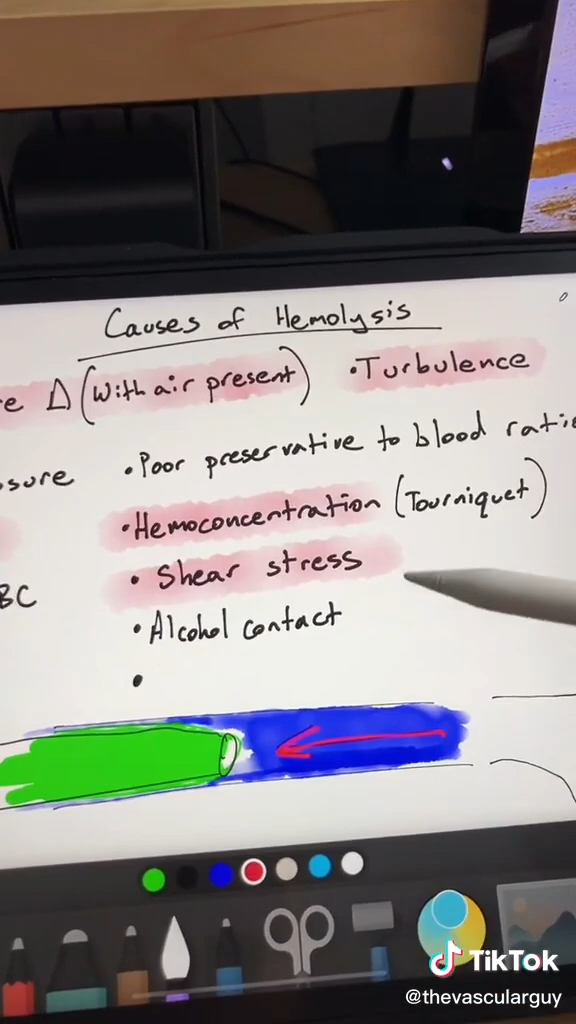 Causes of Hemolysis
e Δ (With air present) • Turbulence
sure • Poor preservative to blood ratio
• Hemoconcentration (Tourniquet)
• Shear stress
BC
• Alcohol contact
•
TikTok
@thevascularguy